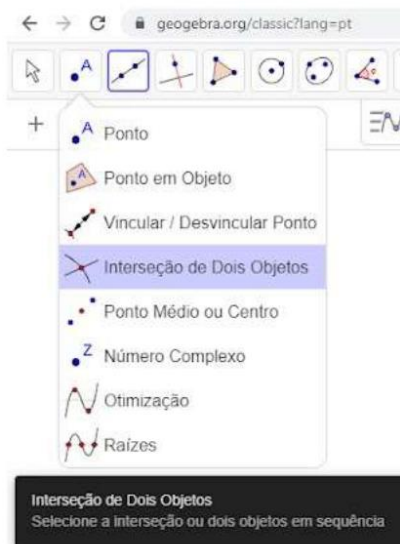 geogebra.org/classic?lang=pt
A
Ponto
Ponto em Objeto
Vincular / Desvincular Ponto
Interseção de Dois Objetos
Ponto Médio ou Centro
Número Complexo
Otimização
Raízes
Interseção de Dois Objetos
Selecione a interseção ou dois objetos em sequência